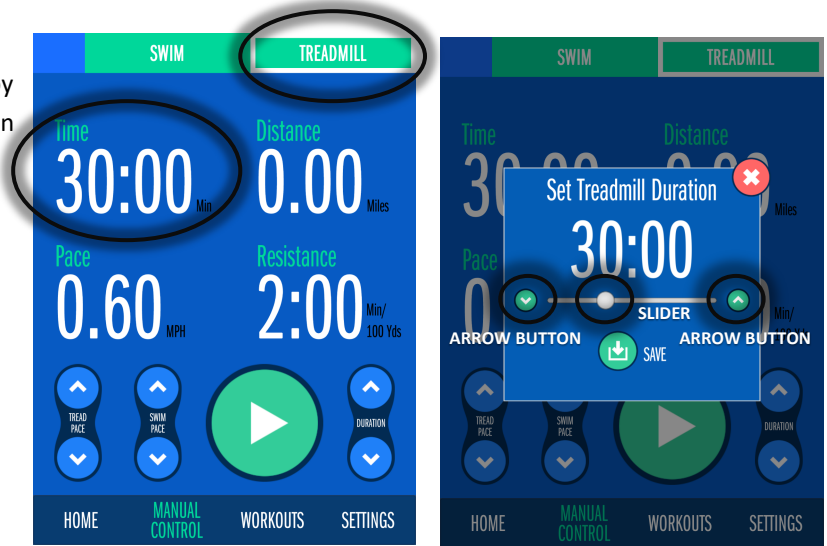 SWIM TREADMILL
y
n
Time Distance
30:00 Min 0.00 Miles
Pace Resistance
0.60 MPH 2:00 Min/
100 Yds
TREAD
PACE
SWIM
PACE
DURATION
HOME MANUAL
CONTROL WORKOUTS SETTINGS
SWIM TREADMILL
Time Distance
Miles
Set Treadmill Duration
30:00
Pace
SLIDER
Min/
ARROW BUTTON ARROW BUTTON
SAVE
TREAD
PACE
SWIM
PACE
DURATION
HOME MANUAL
CONTROL WORKOUTS SETTINGS